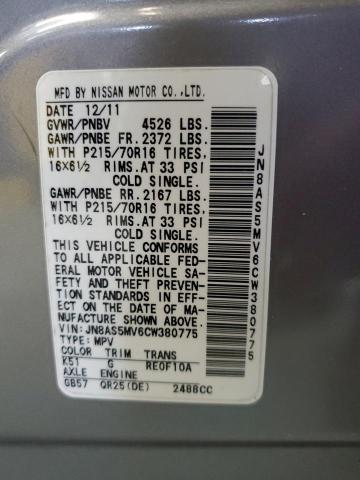 MFD BY NISSAN MOTOR CO.,LTD.
DATE 12/11
GVWR/PNBV 4526 LBS.
GAWR/PNBE FR. 2372 LBS.
WITH P215/70R16 TIRES,
16X6½ RIMS.AT 33 PSI
COLD SINGLE.
GAWR/PNBE RR. 2167 LBS.
WITH P215/70R16 TIRES,
16X6½ RIMS.AT 33 PSI
COLD SINGLE.
THIS VEHICLE CONFORMS
TO ALL APPLICABLE FED-
ERAL MOTOR VEHICLE SA-
FETY AND THEFT PREVEN-
TION STANDARDS IN EFF-
ECT ON THE DATE OF MA-
NUFACTURE SHOWN ABOVE.
VIN: JN8AS5MV6CW380775
TYPE: MPV
COLOR TRIM TRANS
K51 G RE0F10A
AXLE ENGINE
GB57 QR25(DE) 2488CC
JN8AS5MV6CW380775